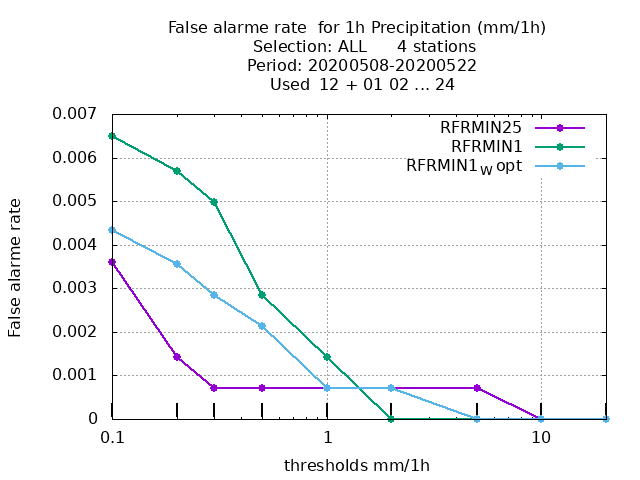 False alarme rate  for 1h Precipitation (mm/1h)
Selection: ALL      4 stations
Period: 20200508-20200522
Used  12 + 01 02 ... 24
RFRMIN25
RFRMIN1
RFRMIN1W opt
0.007
0.006
0.005
0.004
0.003
0.002
0.001
0
0.1
1
10
False alarme rate
thresholds mm/1h